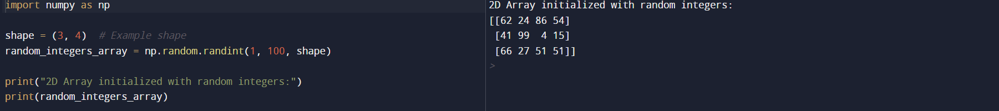 import numpy as np
shape = (3, 4)  # Example shape
random_integers_array = np.random.randint(1, 100, shape)
print("2D Array initialized with random integers:")
print(random_integers_array)
2D Array initialized with random integers:
[[62 24 86 54]
 [41 99  4 15]
 [66 27 51 51]]
>